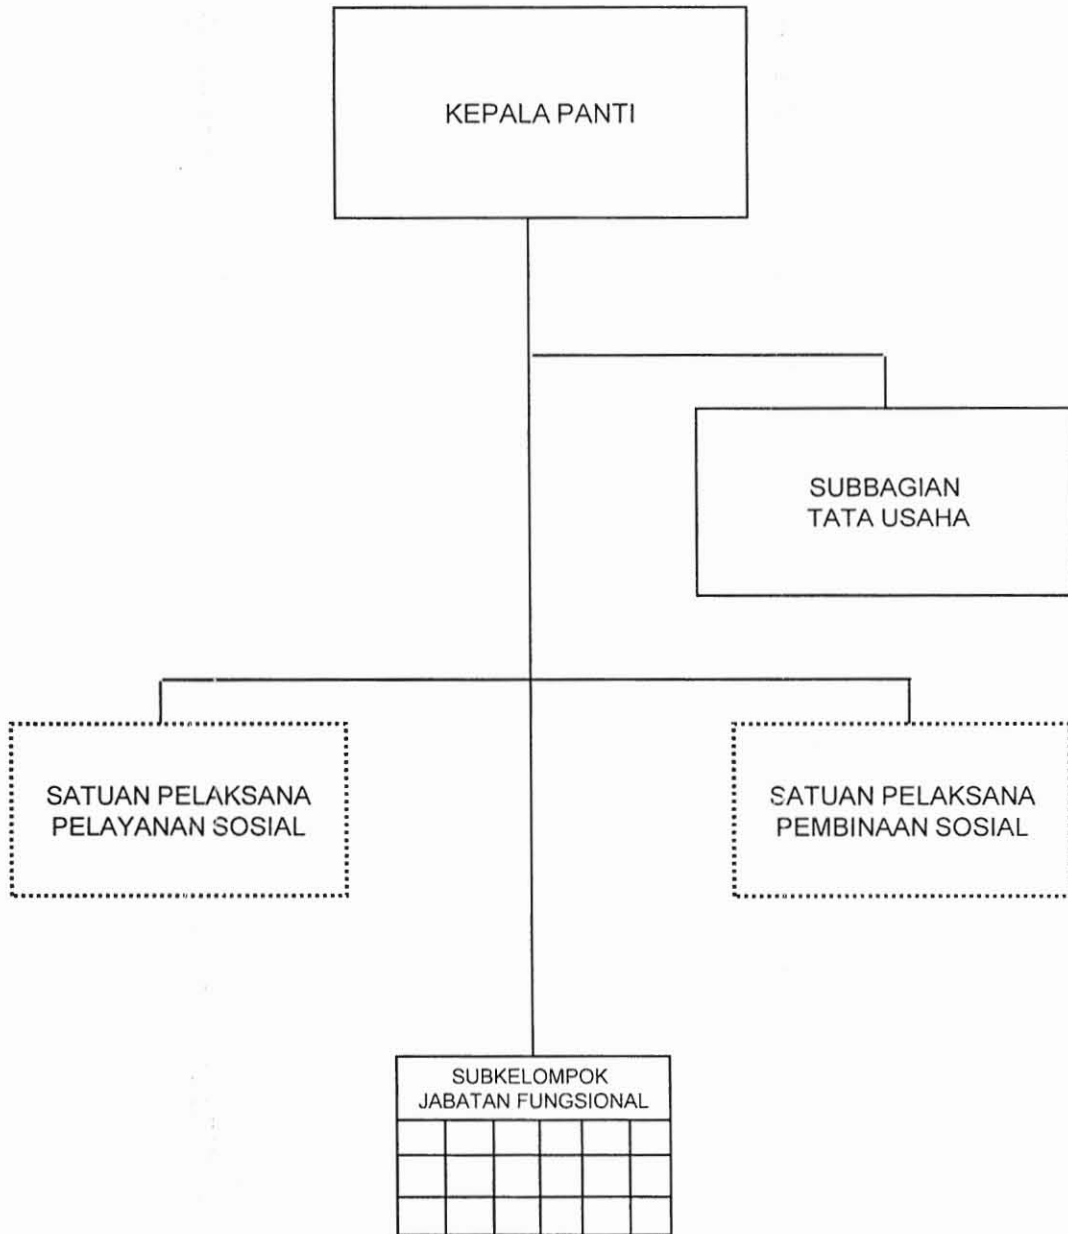 KEPALA PANTI
SUBBAGIAN
TATA USAHA
SATUAN PELAKSANA
PELAYANAN SOSIAL
SATUAN PELAKSANA
PEMBINAAN SOSIAL
SUBKELOMPOK
JABATAN FUNGSIONAL